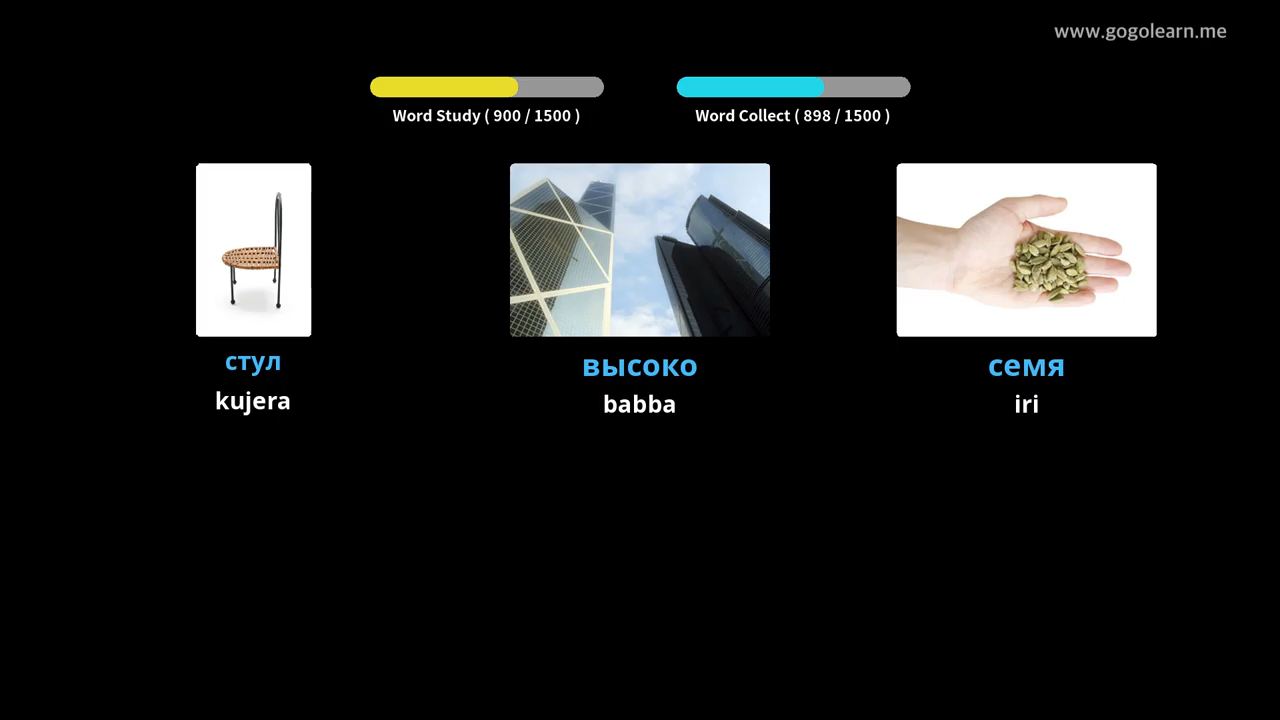 www.gogolearn.me
Word Study ( 900 / 1500 )
Word Collect ( 898 / 1500 )
стул
kujera
высоко
babba
семя
iri